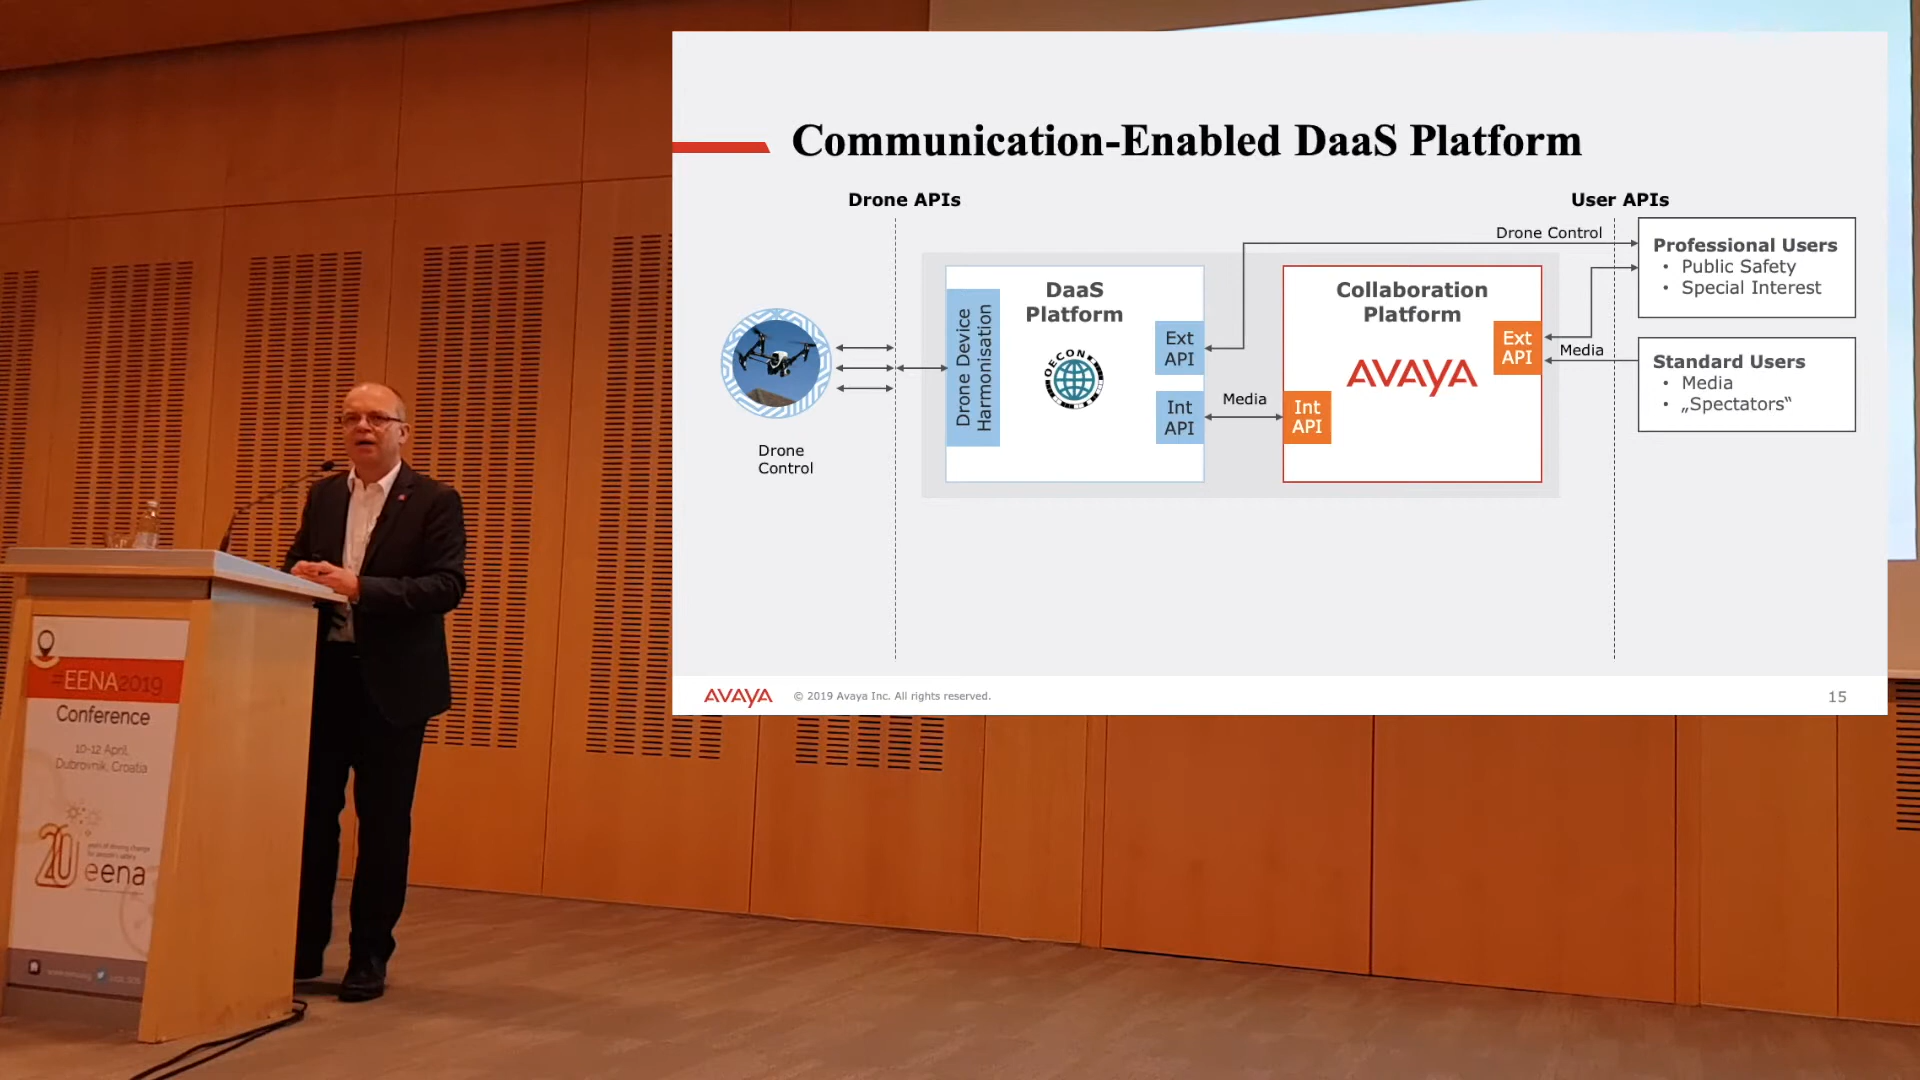 Communication-Enabled DaaS Platform
Drone APIs
User APIs
Drone Control
Professional Users
• Public Safety
• Special Interest
DaaS
Platform
Collaboration
Platform
Drone Device
Harmonisation
OECON
Ext
API
AVAYA
Ext
API
Media
Standard Users
• Media
• „Spectators“
Int
API
Media
Int
API
Drone
Control
AVAYA
© 2019 Avaya Inc. All rights reserved.
15
#EENA2019
Conference
10-12 April,
Dubrovnik, Croatia
20
eena